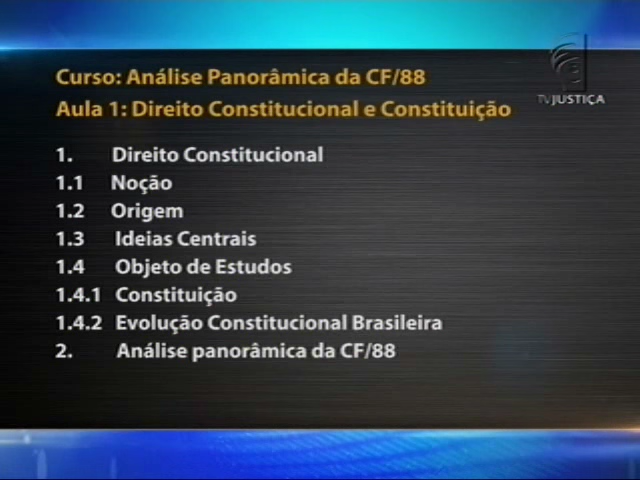 Curso: Análise Panorâmica da CF/88
Aula 1: Direito Constitucional e Constituição
TV JUSTIÇA
1. Direito Constitucional
1.1 Noção
1.2 Origem
1.3 Ideias Centrais
1.4 Objeto de Estudos
1.4.1 Constituição
1.4.2 Evolução Constitucional Brasileira
2. Análise panorâmica da CF/88